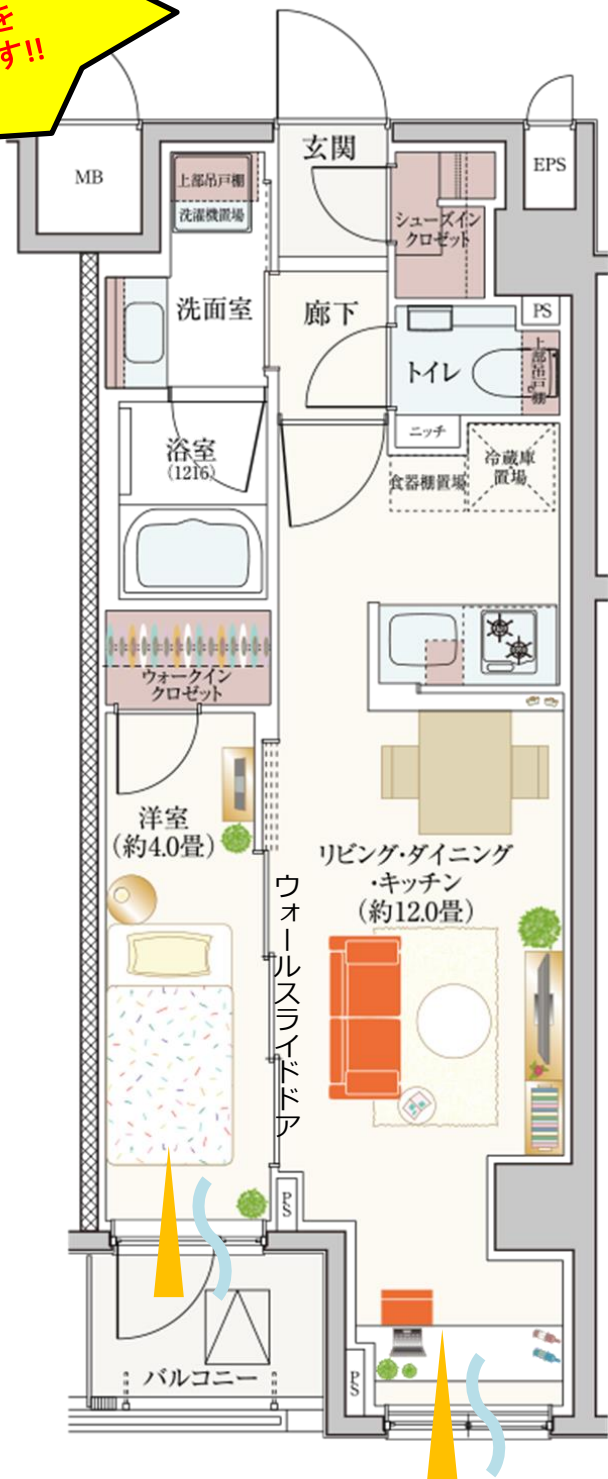 を
す!!
MB
玄関
EPS
上部吊戸棚
洗濯機置場
シューズイン
クロゼット
洗面室
廊下
PS
トイレ
上部吊戸棚
ニッチ
浴室
(1216)
食器棚置場
冷蔵庫
置場
ウォークイン
クロゼット
洋室
(約4.0畳)
リビング・ダイニング
・キッチン
(約12.0畳)
ウォールスライドドア
PS
バルコニー
PS